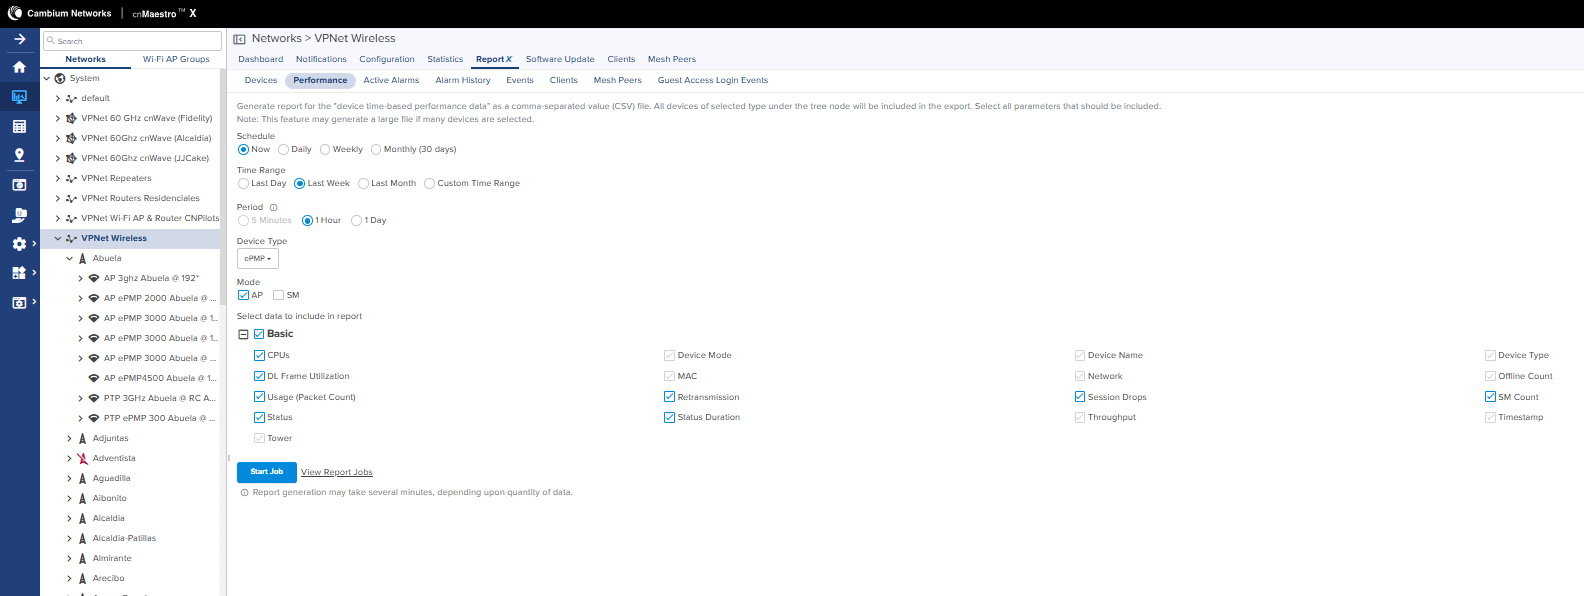 Cambium Networks | cnMaestro™ X
Search
Networks Wi-Fi AP Groups
System
default
VPNet 60 GHz cnWave (Fidelity)
VPNet 60Ghz cnWave (Alcaldia)
VPNet 60Ghz cnWave (JJCake)
VPNet Repeaters
VPNet Routers Residenciales
VPNet Wi-Fi AP & Router CNPilots
VPNet Wireless
Abuela
AP 3ghz Abuela @ 192*
AP ePMP 2000 Abuela @ ...
AP ePMP 3000 Abuela @ 1..
AP ePMP 3000 Abuela @ 1..
AP ePMP 3000 Abuela @ ...
AP ePMP4500 Abuela @ 1...
PTP 3GHz Abuela @ RC A...
PTP ePMP 300 Abuela @ ...
Adjuntas
Adventista
Aguadilla
Aibonito
Alcaldia
Alcaldia-Patillas
Almirante
Arecibo
Networks > VPNet Wireless
Dashboard Notifications Configuration Statistics Report X Software Update Clients Mesh Peers
Devices Performance Active Alarms Alarm History Events Clients Mesh Peers Guest Access Login Events
Generate report for the "device time-based performance data" as a comma-separated value (CSV) file. All devices of selected type under the tree node will be included in the export. Select all parameters that should be included.
Note: This feature may generate a large file if many devices are selected.
Schedule
Now Daily Weekly Monthly (30 days)
Time Range
Last Day Last Week Last Month Custom Time Range
Period
5 Minutes 1 Hour 1 Day
Device Type
ePMP
Mode
AP SM
Select data to include in report
Basic
CPUs Device Mode Device Name Device Type
DL Frame Utilization MAC Network Offline Count
Usage (Packet Count) Retransmission Session Drops SM Count
Status Status Duration Throughput Timestamp
Tower
Start Job View Report Jobs
Report generation may take several minutes, depending upon quantity of data.